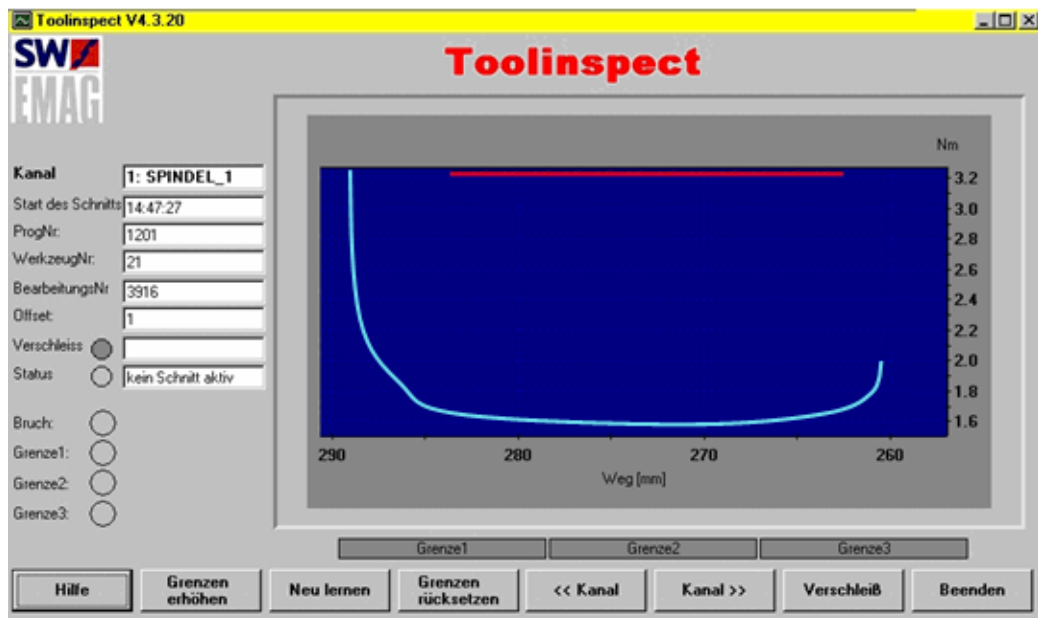 Toolinspect V4.3.20
SW
EMAG
Toolinspect
Kanal 1: SPINDEL_1
Start des Schnitts 14:47:27
ProgNr: 1201
WerkzeugNr: 21
BearbeitungsNr 3916
Offset: 1
Verschleiss
Status kein Schnitt aktiv
Bruch:
Grenze1:
Grenze2:
Grenze3:
Nm
3.2
3.0
2.8
2.6
2.4
2.2
2.0
1.8
1.6
290 280 270 260
Weg [mm]
Grenze1 Grenze2 Grenze3
Hilfe
Grenzen
erhöhen
Neu lernen
Grenzen
rücksetzen
<< Kanal
Kanal >>
Verschleiß
Beenden